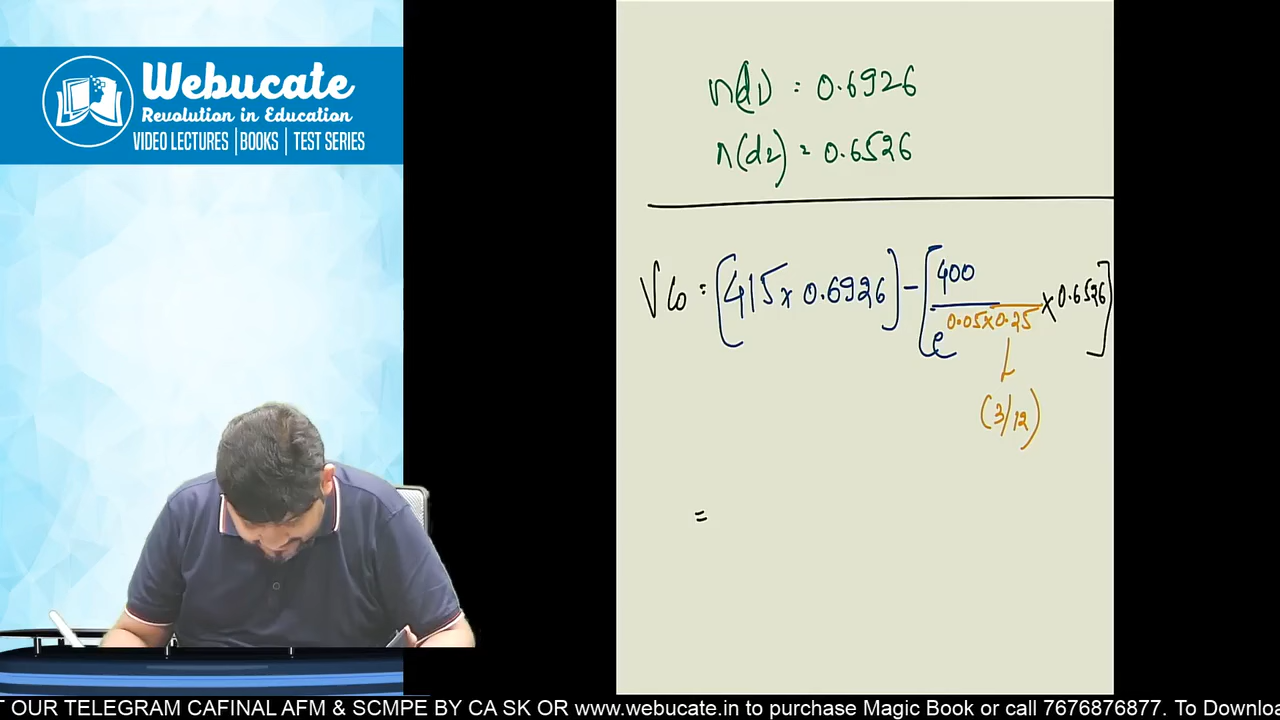 Webucate
Revolution in Education
VIDEO LECTURES | BOOKS | TEST SERIES
n(d1) = 0.6926
n(d2) = 0.6526
Vco = [415 x 0.6926] - [400 / e^0.05x0.25 x 0.6526]
(3/12)
=
T OUR TELEGRAM CAFINAL AFM & SCMPE BY CA SK OR www.webucate.in to purchase Magic Book or call 7676876877. To Downloa